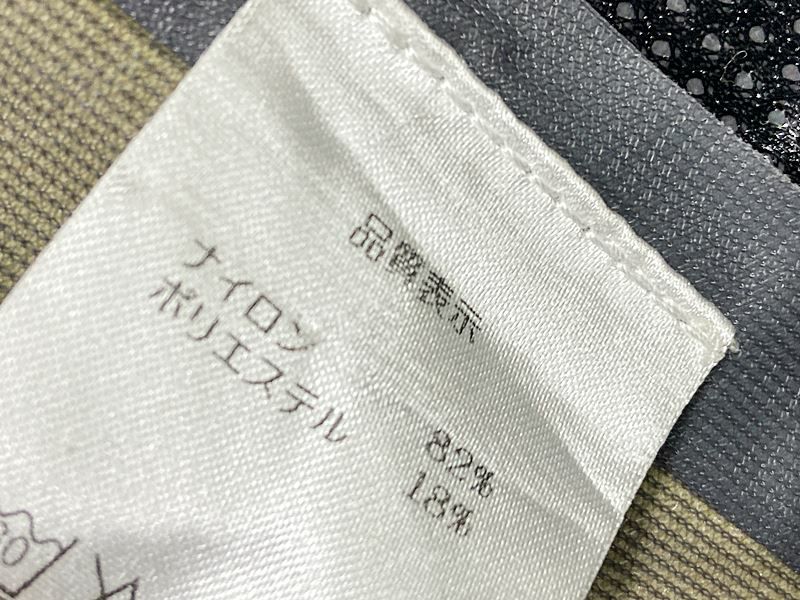 品質表示
ナイロン 82%
ポリエステル 18%